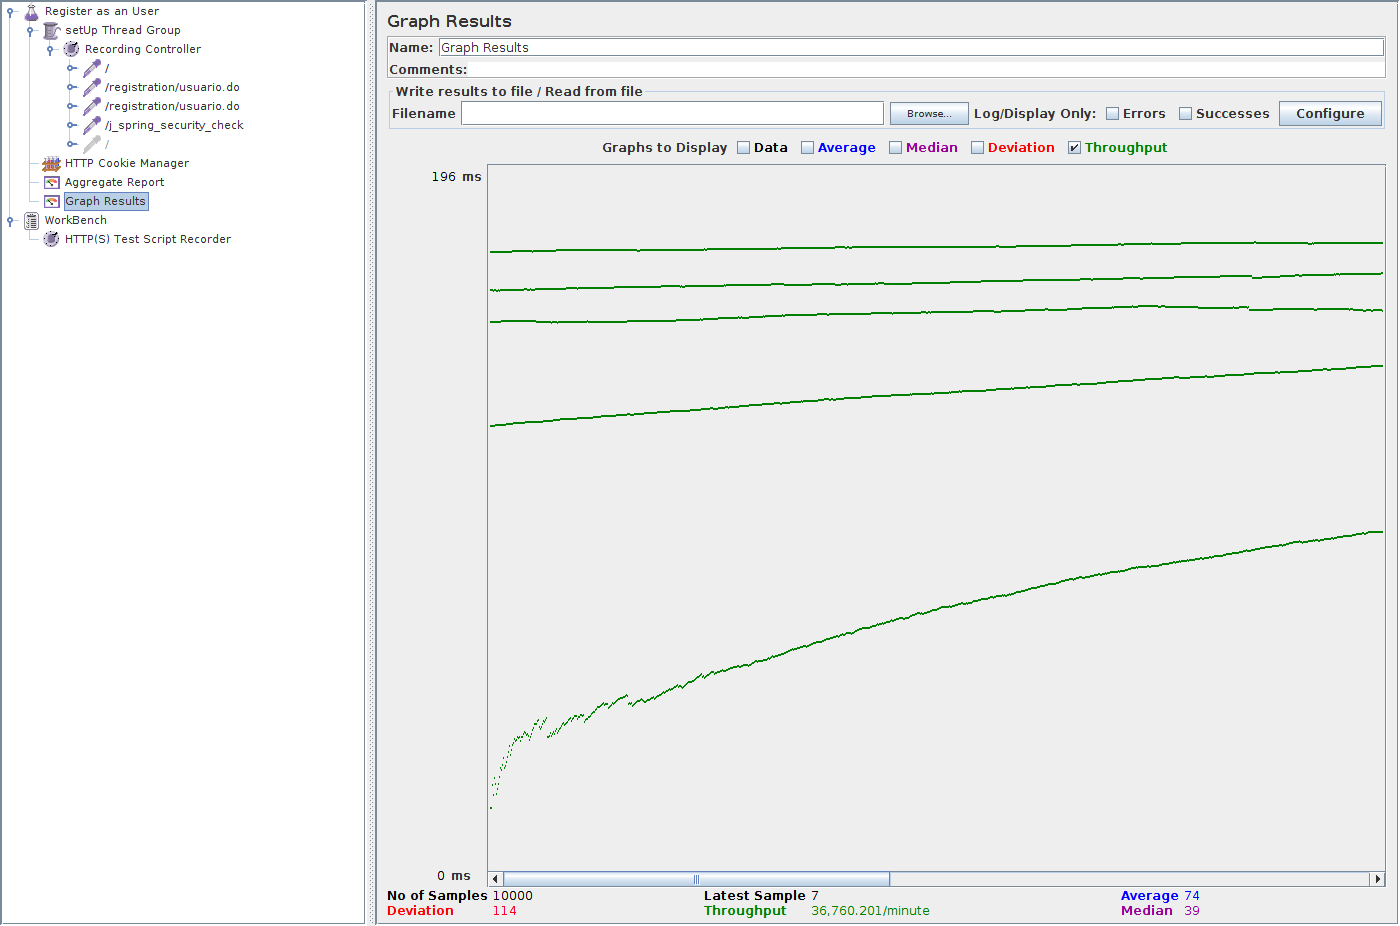 Register as an User
setUp Thread Group
Recording Controller
/
/registration/usuario.do
/registration/usuario.do
/j_spring_security_check
/
HTTP Cookie Manager
Aggregate Report
Graph Results
WorkBench
HTTP(S) Test Script Recorder
Graph Results
Name: Graph Results
Comments:
Write results to file / Read from file
Filename Browse... Log/Display Only: Errors Successes Configure
Graphs to Display Data Average Median Deviation Throughput
196 ms
0 ms
No of Samples 10000 Latest Sample 7 Average 74
Deviation 114 Throughput 36,760.201/minute Median 39